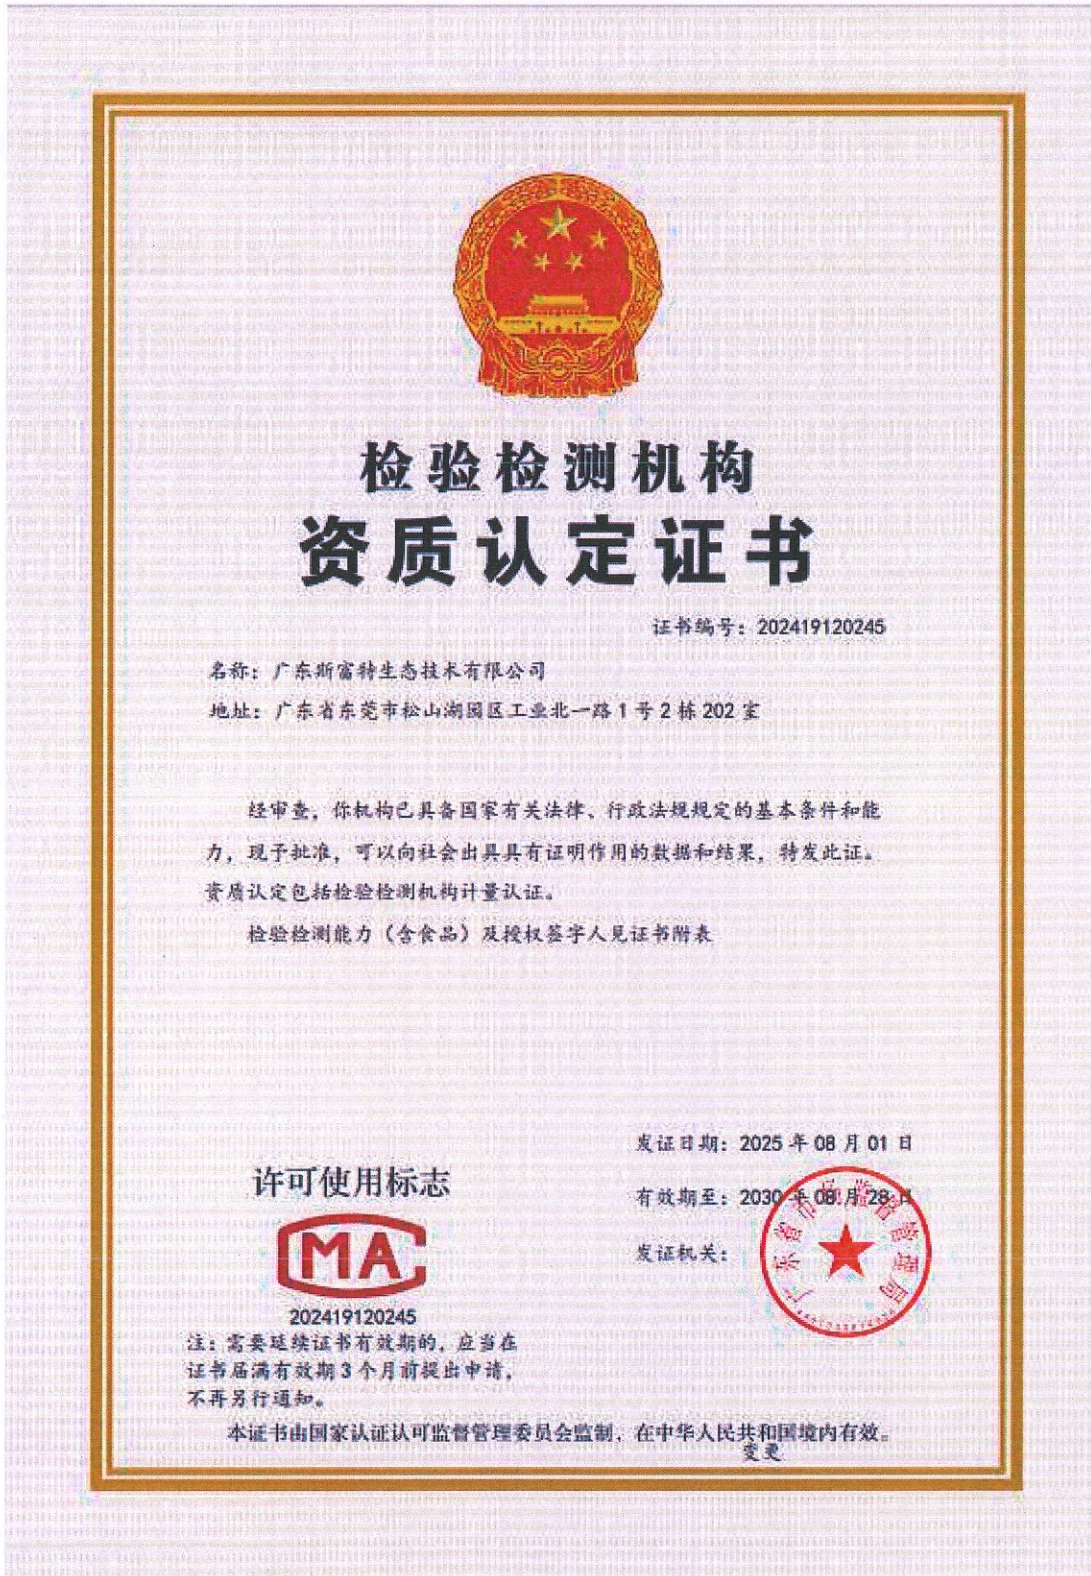 检验检测机构
资质认定证书
证书编号：202419120245
名称：广东斯富特生态技术有限公司
地址：广东省东莞市松山湖园区工业北一路1号2栋202室
经审查，你机构已具备国家有关法律、行政法规规定的基本条件和能
力，现予批准，可以向社会出具具有证明作用的数据和结果，特发此证。
资质认定包括检验检测机构计量认证。
检验检测能力（含食品）及授权签字人见证书附表
发证日期：2025年08月01日
许可使用标志
有效期至：2030年08月28日
发证机关：
广东省市场监督管理局
MA
202419120245
注：需要延续证书有效期的，应当在
证书届满有效期3个月前提出申请，
不再另行通知。
本证书由国家认证认可监督管理委员会监制，在中华人民共和国境内有效。
变更